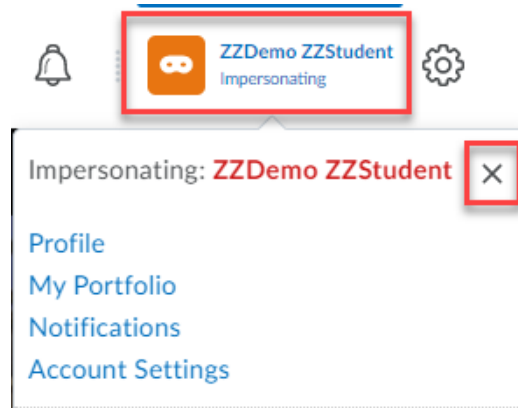 ZZDemo ZZStudent
Impersonating
Impersonating: ZZDemo ZZStudent
Profile
My Portfolio
Notifications
Account Settings